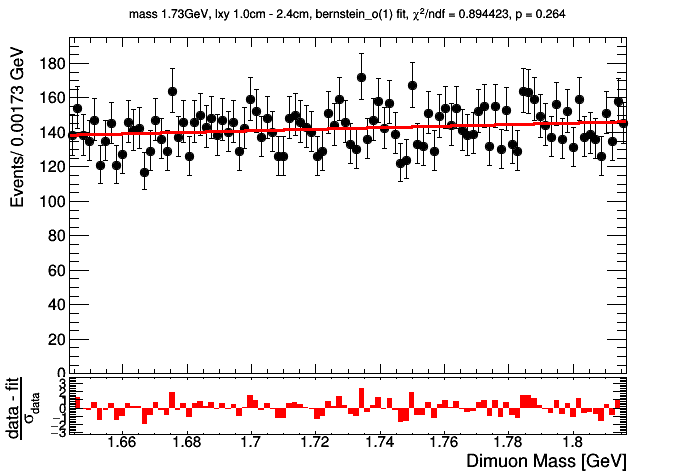 mass 1.73GeV, lxy 1.0cm - 2.4cm, bernstein_o(1) fit, χ²/ndf = 0.894423, p = 0.264
Events/ 0.00173 GeV
180
160
140
120
100
80
60
40
20
0
data - fit
σdata
3
2
1
0
−1
−2
−3
1.66 1.68 1.7 1.72 1.74 1.76 1.78 1.8
Dimuon Mass [GeV]